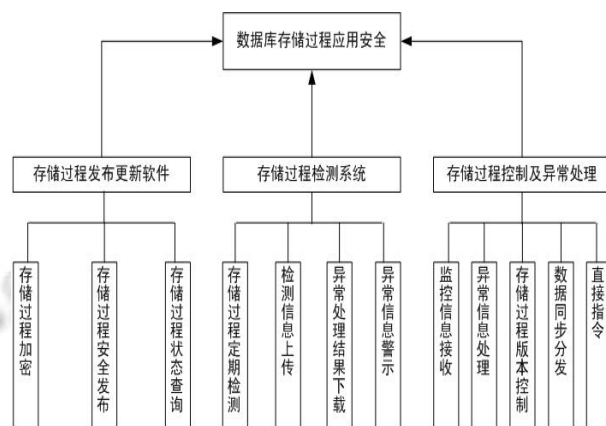 数据库存储过程应用安全
存储过程发布更新软件
存储过程检测系统
存储过程控制及异常处理
存储过程加密
存储过程安全发布
存储过程状态查询
存储过程定期检测
检测信息上传
异常处理结果下载
异常信息警示
监控信息接收
异常信息处理
存储过程版本控制
数据同步分发
直接指令